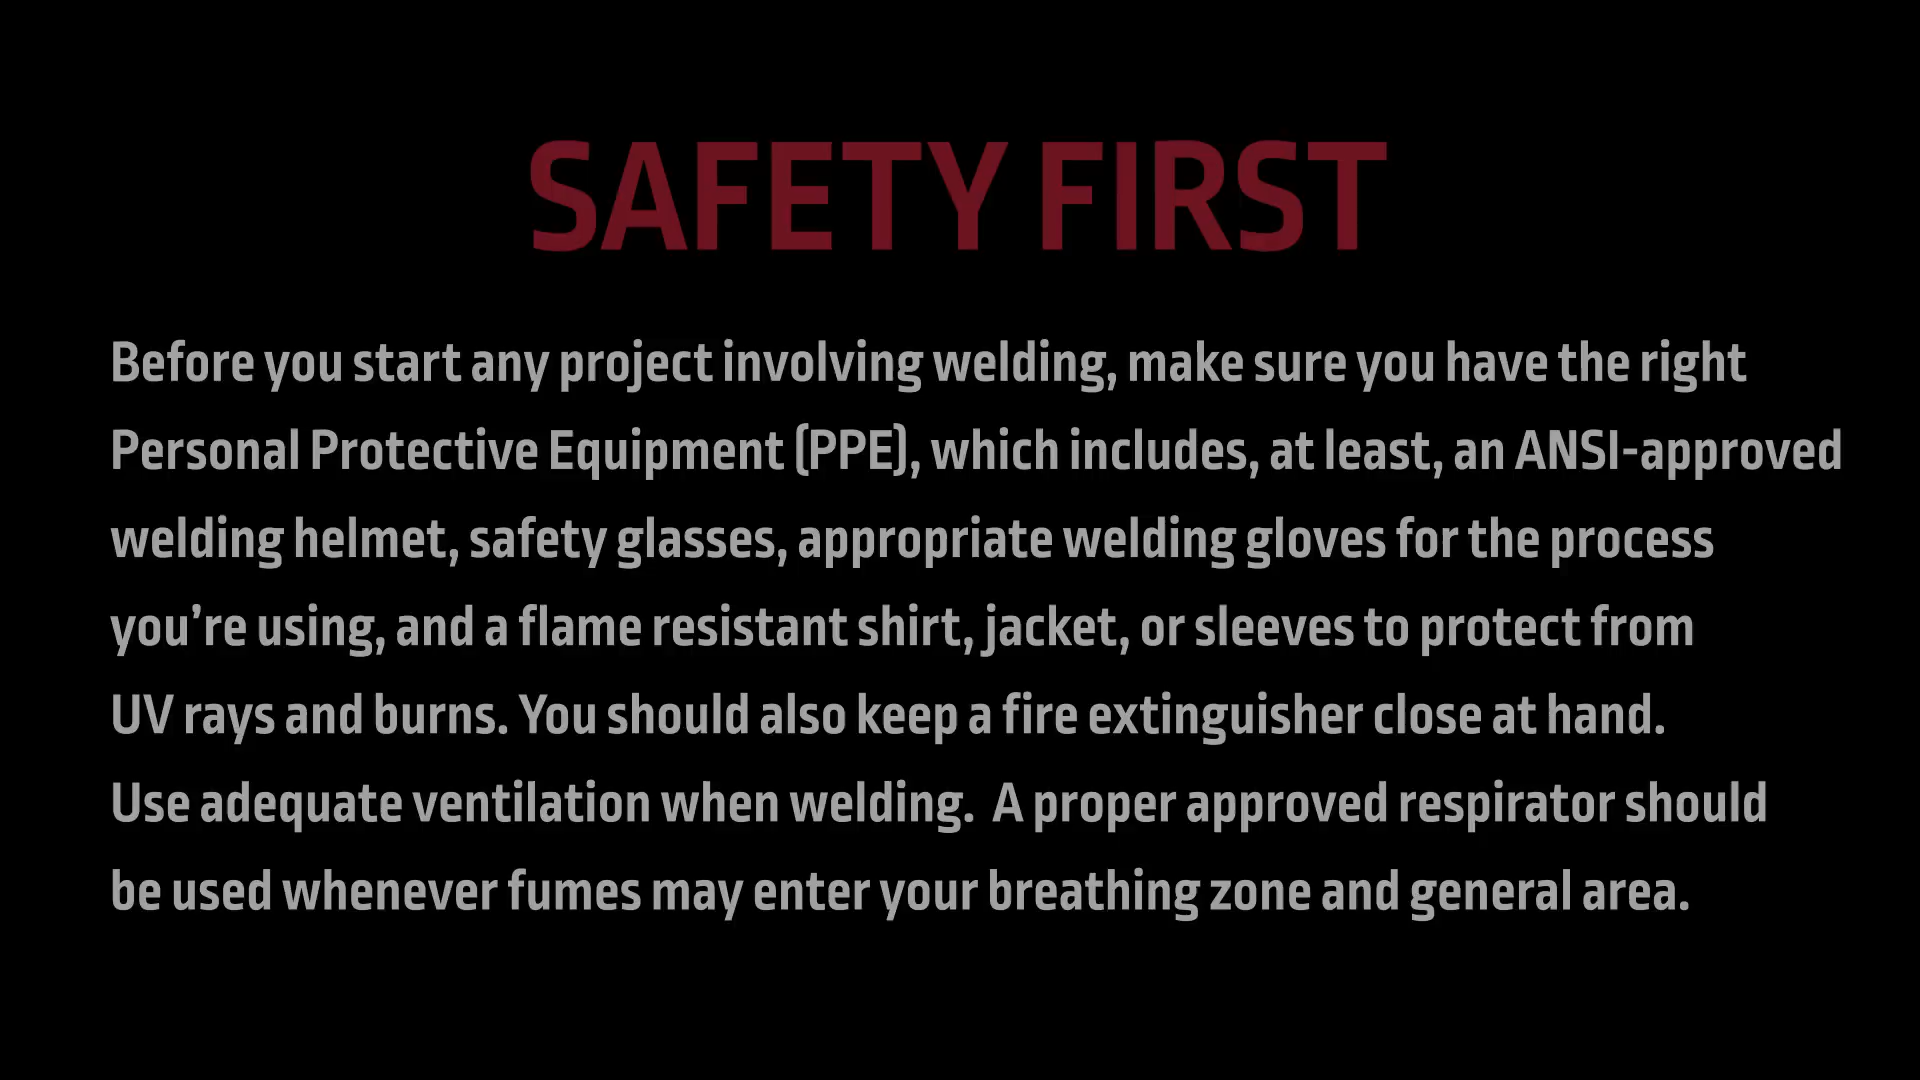 SAFETY FIRST
Before you start any project involving welding, make sure you have the right
Personal Protective Equipment (PPE), which includes, at least, an ANSI-approved
welding helmet, safety glasses, appropriate welding gloves for the process
you’re using, and a flame resistant shirt, jacket, or sleeves to protect from
UV rays and burns. You should also keep a fire extinguisher close at hand.
Use adequate ventilation when welding.  A proper approved respirator should
be used whenever fumes may enter your breathing zone and general area.